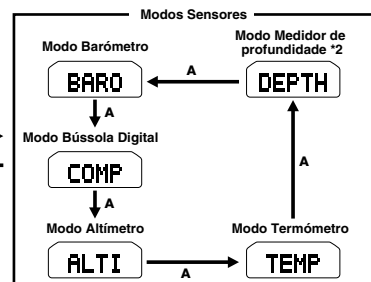 Modos Sensores
Modo Barómetro
BARO
A
Modo Medidor de
profundidade *2
DEPTH
A
Modo Bússola Digital
COMP
A
A
Modo Altímetro
ALTI
A
Modo Termómetro
TEMP